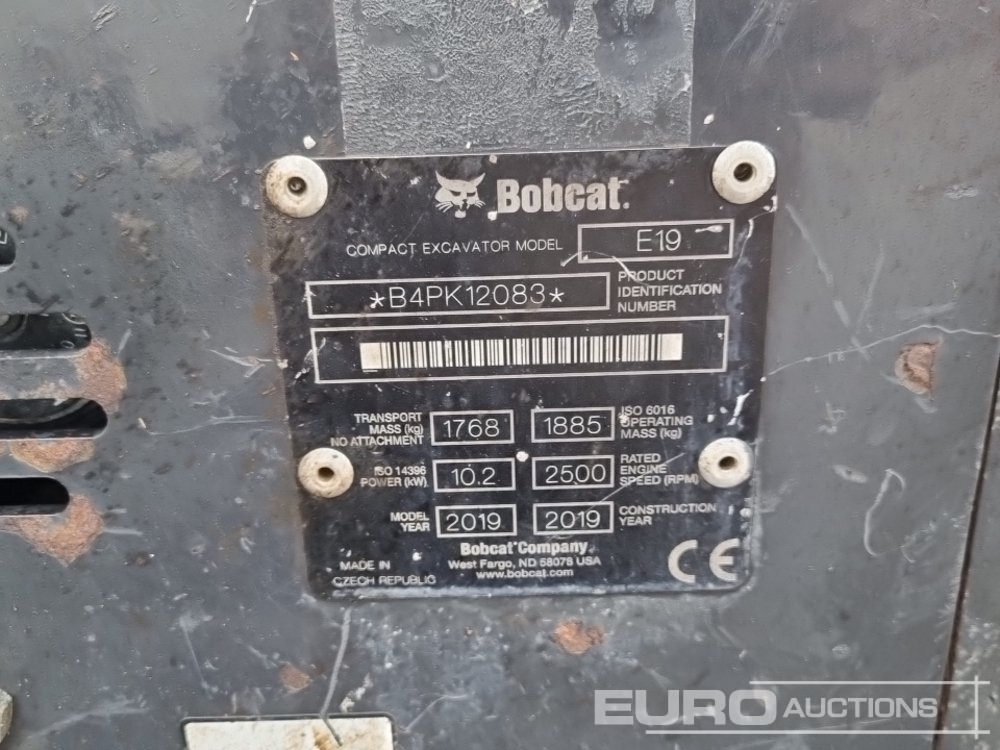 Bobcat.
COMPACT EXCAVATOR MODEL E19
*B4PK12083*
PRODUCT
IDENTIFICATION
NUMBER
TRANSPORT
MASS (kg)
NO ATTACHMENT
1768
1885
ISO 6016
OPERATING
MASS (kg)
ISO 14396
POWER (kW)
10.2
2500
RATED
ENGINE
SPEED (RPM)
MODEL
YEAR
2019
2019
CONSTRUCTION
YEAR
Bobcat Company
West Fargo, ND 58078 USA
www.bobcat.com
MADE IN
CZECH REPUBLIC
CE
EURO AUCTIONS